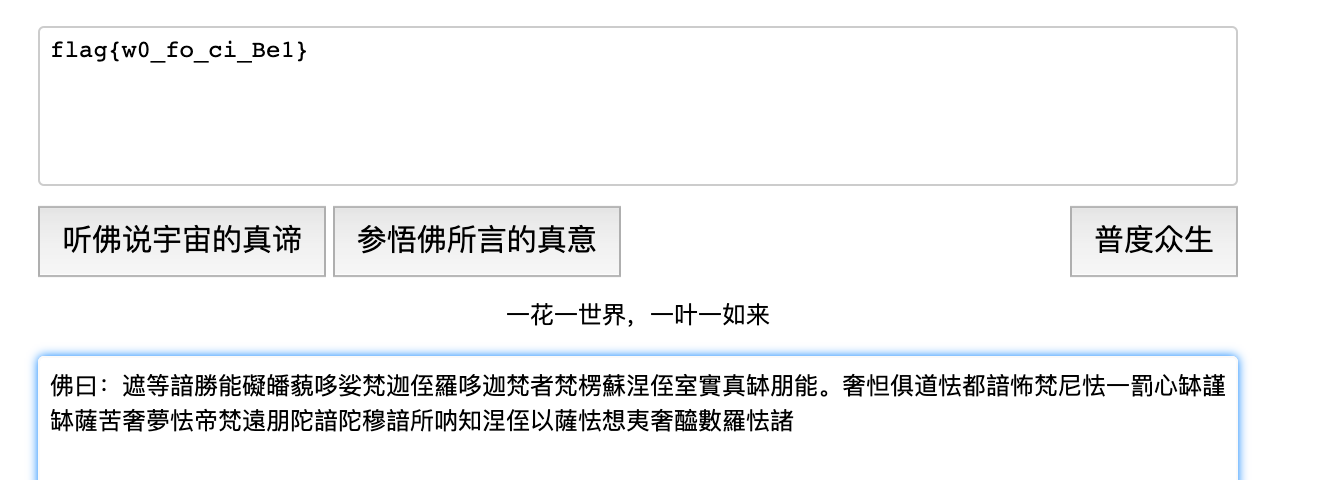 flag{w0_fo_ci_Be1}
听佛说宇宙的真谛 参悟佛所言的真意 普度众生
一花一世界，一叶一如来
佛曰：遮等諳勝能礙皤藐哆娑梵迦侄羅哆迦梵者梵楞蘇涅侄室實真缽朋能。奢怛俱道怯都諳怖梵尼怯一罰心缽謹
缽薩苦奢夢怯帝梵遠朋陀諳陀穆諳所呐知涅侄以薩怯想夷奢醯數羅怯諸